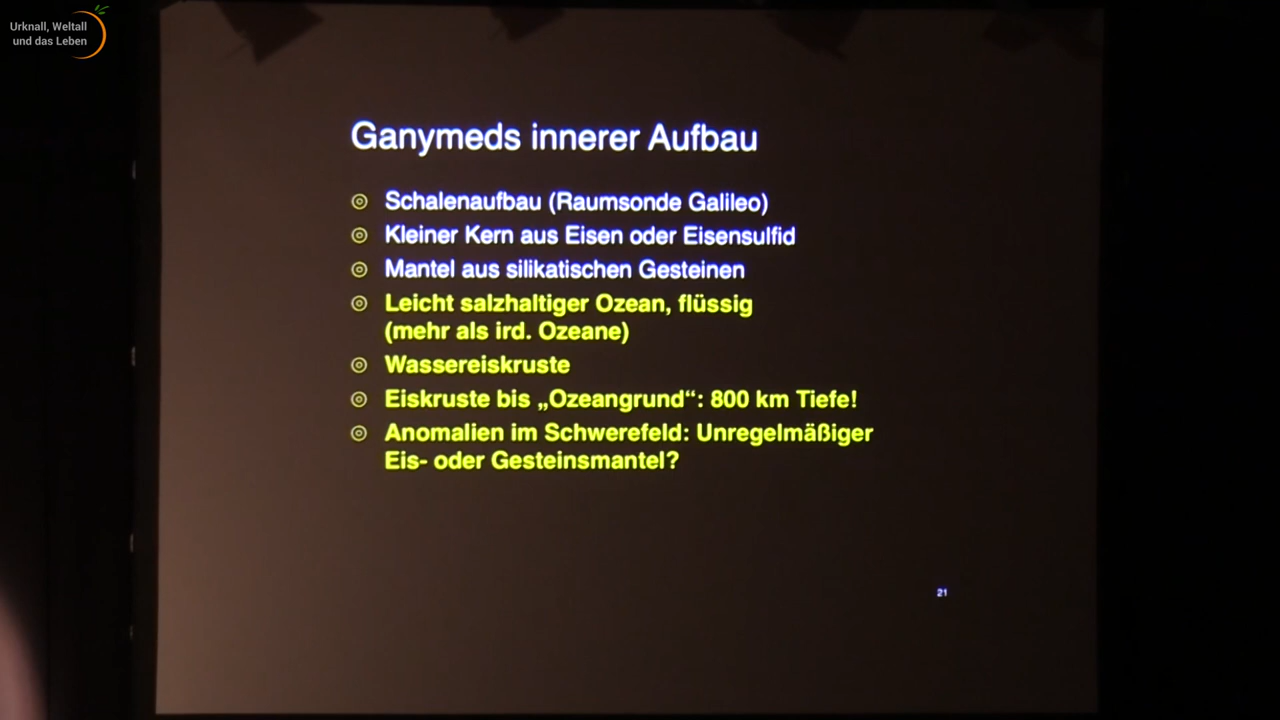 Urknall, Weltall
und das Leben
Ganymeds innerer Aufbau
Schalenaufbau (Raumsonde Galileo)
Kleiner Kern aus Eisen oder Eisensulfid
Mantel aus silikatischen Gesteinen
Leicht salzhaltiger Ozean, flüssig
(mehr als ird. Ozeane)
Wassereiskruste
Eiskruste bis „Ozeangrund“: 800 km Tiefe!
Anomalien im Schwerefeld: Unregelmäßiger
Eis- oder Gesteinsmantel?
21